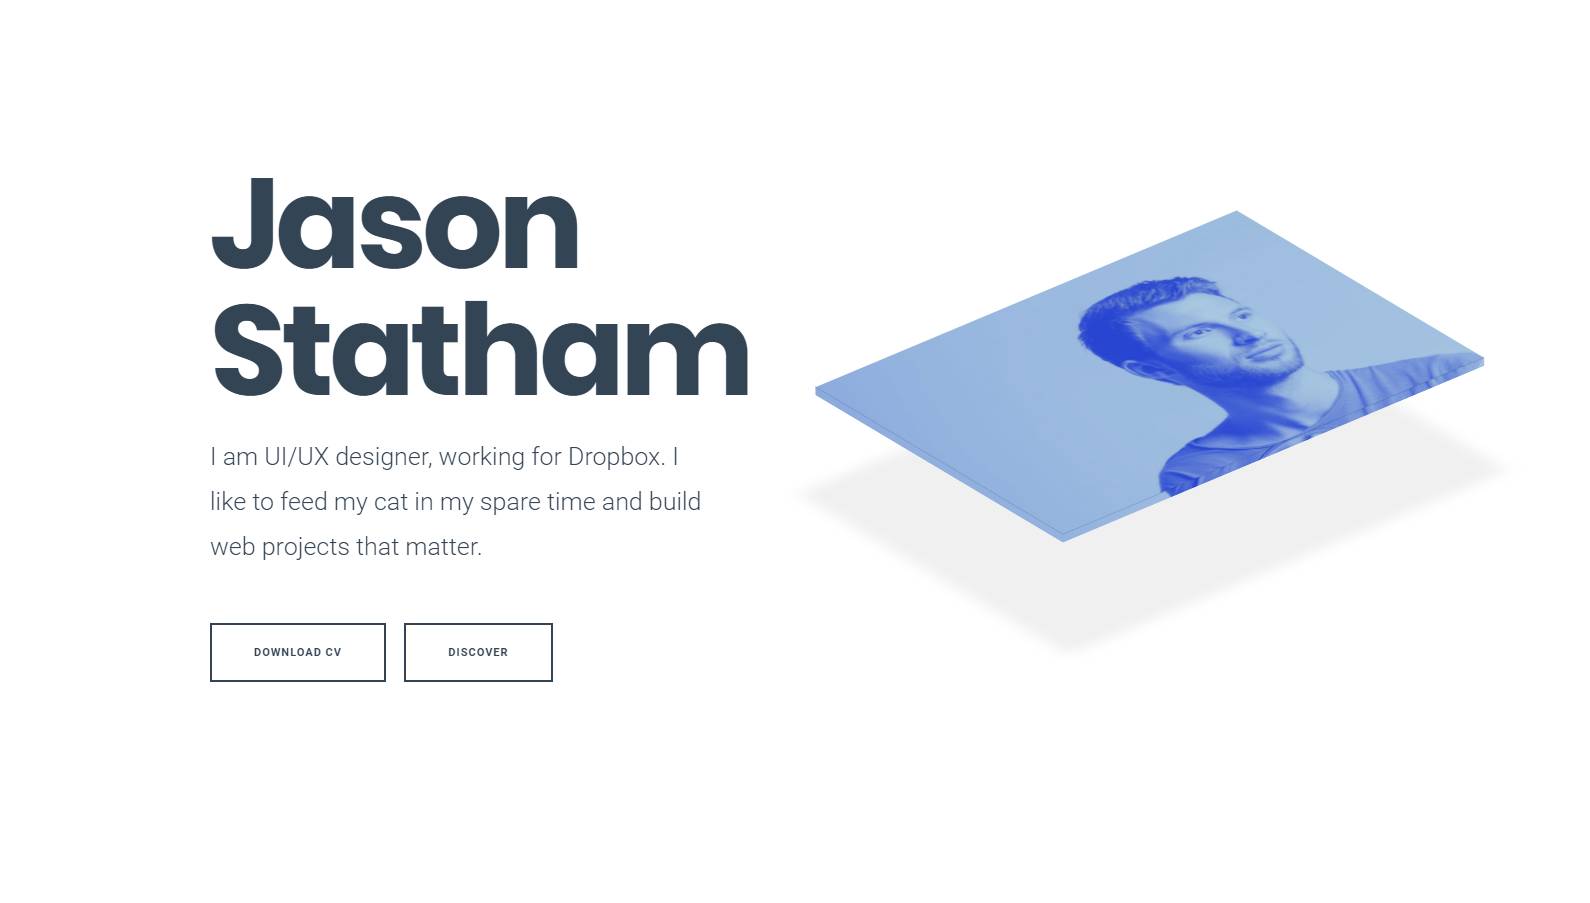 Jason
Statham
I am UI/UX designer, working for Dropbox. I
like to feed my cat in my spare time and build
web projects that matter.
DOWNLOAD CV
DISCOVER